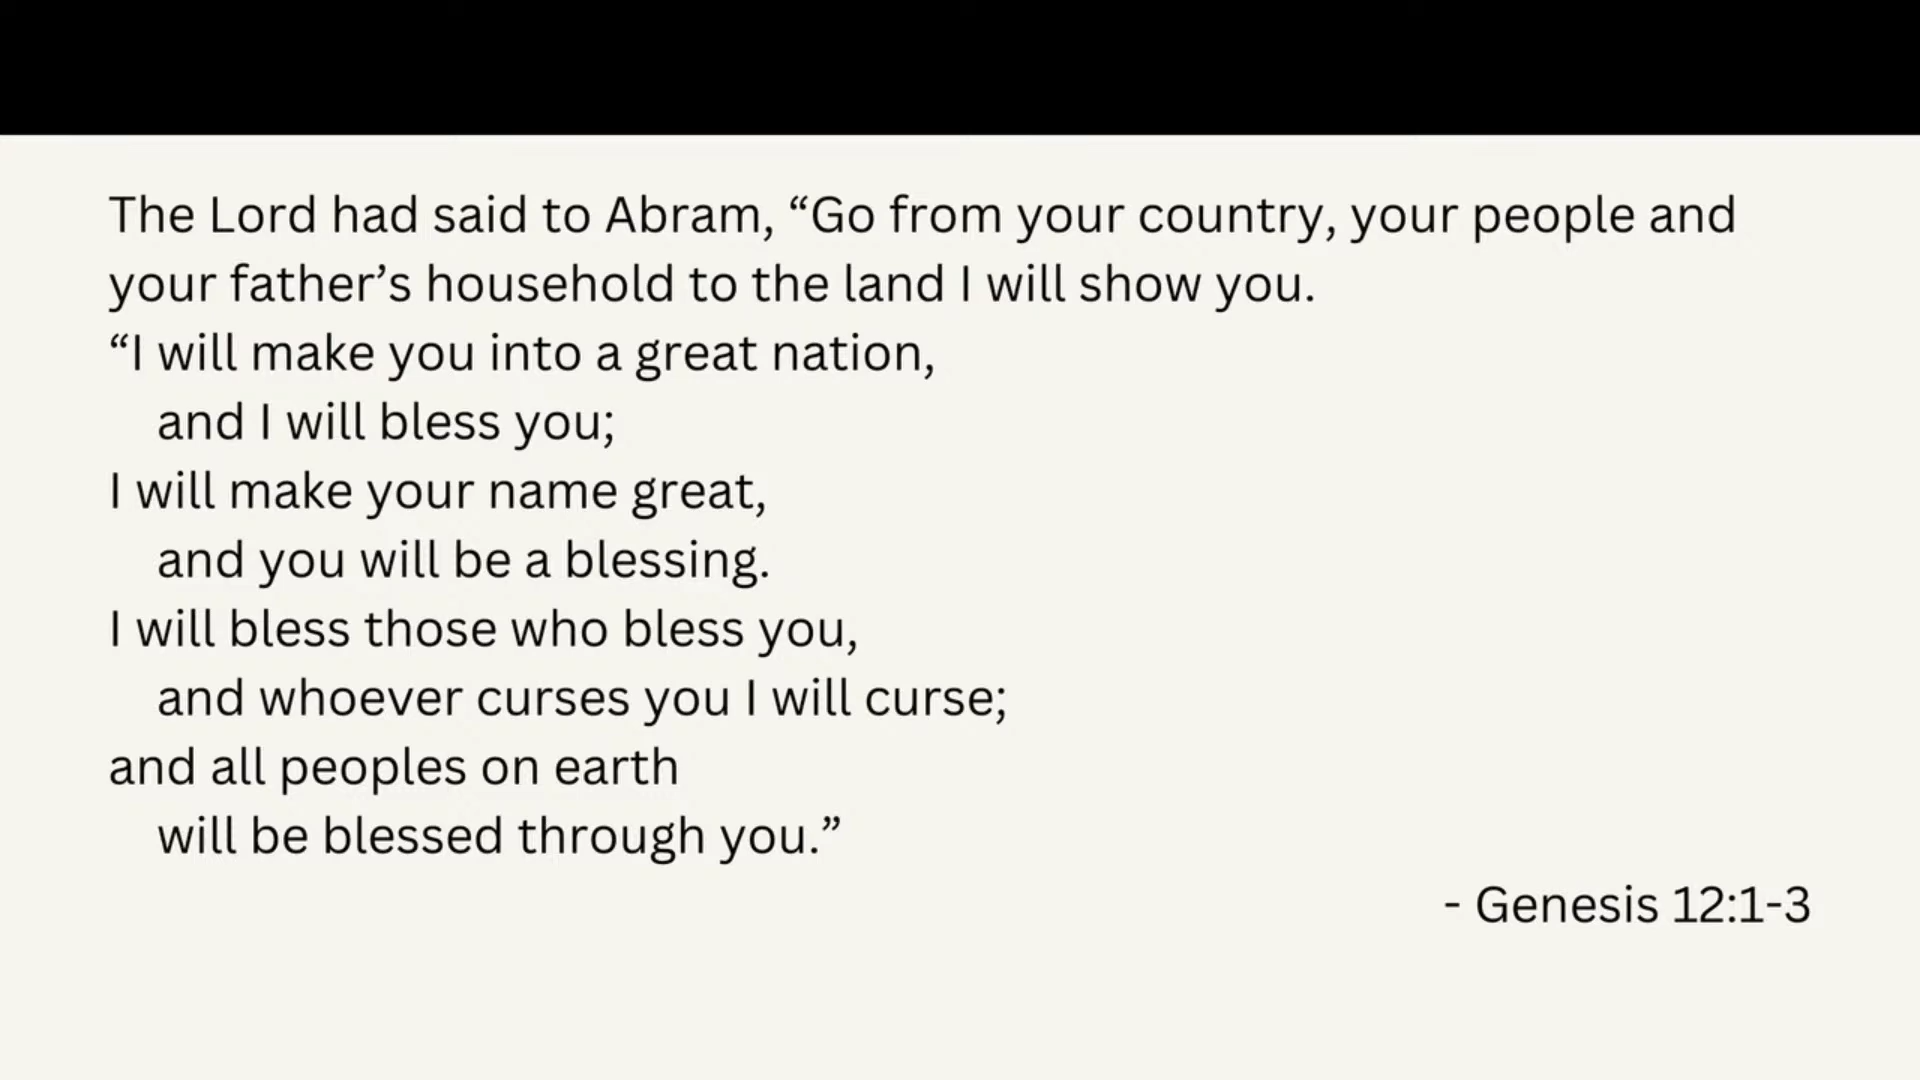 The Lord had said to Abram, “Go from your country, your people and
your father’s household to the land I will show you.
“I will make you into a great nation,
and I will bless you;
I will make your name great,
and you will be a blessing.
I will bless those who bless you,
and whoever curses you I will curse;
and all peoples on earth
will be blessed through you.”
- Genesis 12:1-3